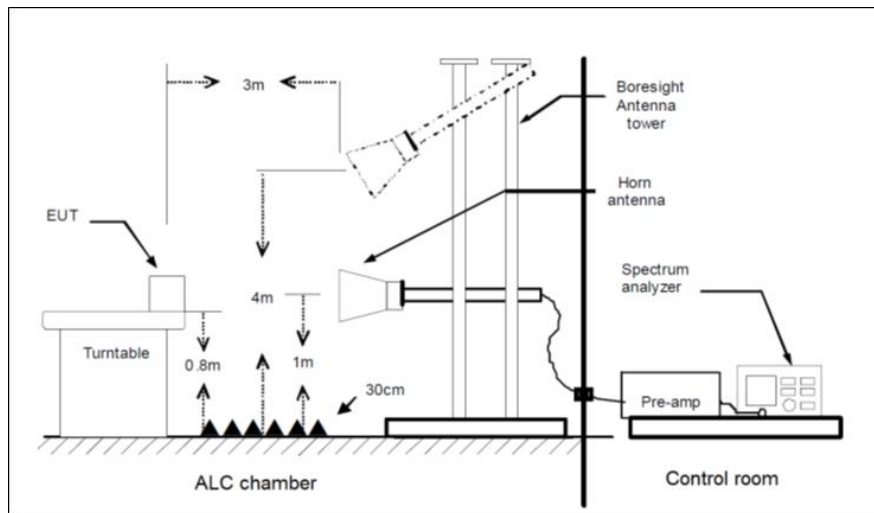 3m
Boresight
Antenna
tower
EUT
Horn
antenna
Spectrum
analyzer
4m
Turntable
0.8m
1m
30cm
Pre-amp
ALC chamber
Control room